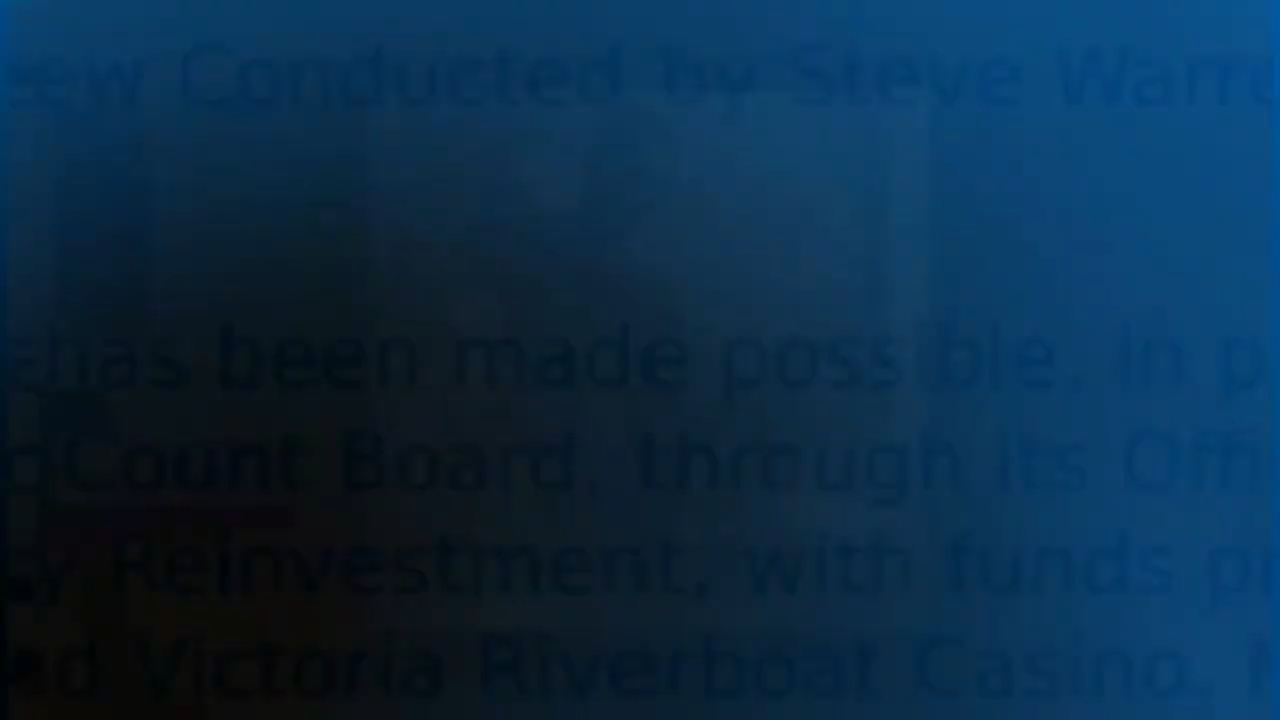 Conducted by Steve
has been made possible, in
Count Board, through its
Reinvestment, with funds
Victoria Riverboat Casino,